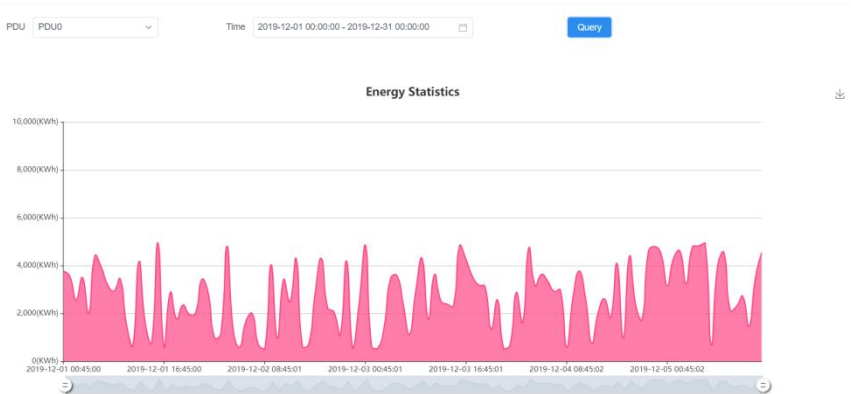 PDU PDU0 Time 2019-12-01 00:00:00 - 2019-12-31 00:00:00 Query
Energy Statistics
10,000(KWh)
8,000(KWh)
6,000(KWh)
4,000(KWh)
2,000(KWh)
0(KWh)
2019-12-01 00:45:00 2019-12-01 16:45:00 2019-12-02 08:45:01 2019-12-03 00:45:01 2019-12-03 16:45:01 2019-12-04 08:45:02 2019-12-05 00:45:02